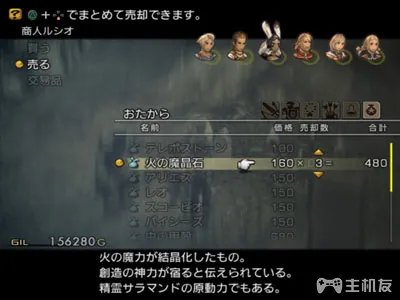 ?●+✜でまとめて売却できます。
商人ルシオ
買う
売る
交易品
おたから
名前 価格 売却数 合計
テレポストーン 100
火の魔晶石 160× 3= 480
アリエス
レオ
スコーピオ
パイシーズ
GIL 156280G
火の魔力が結晶化したもの。
創造の神力が宿ると伝えられている。
精霊サラマンドの原動力でもある。
主机友